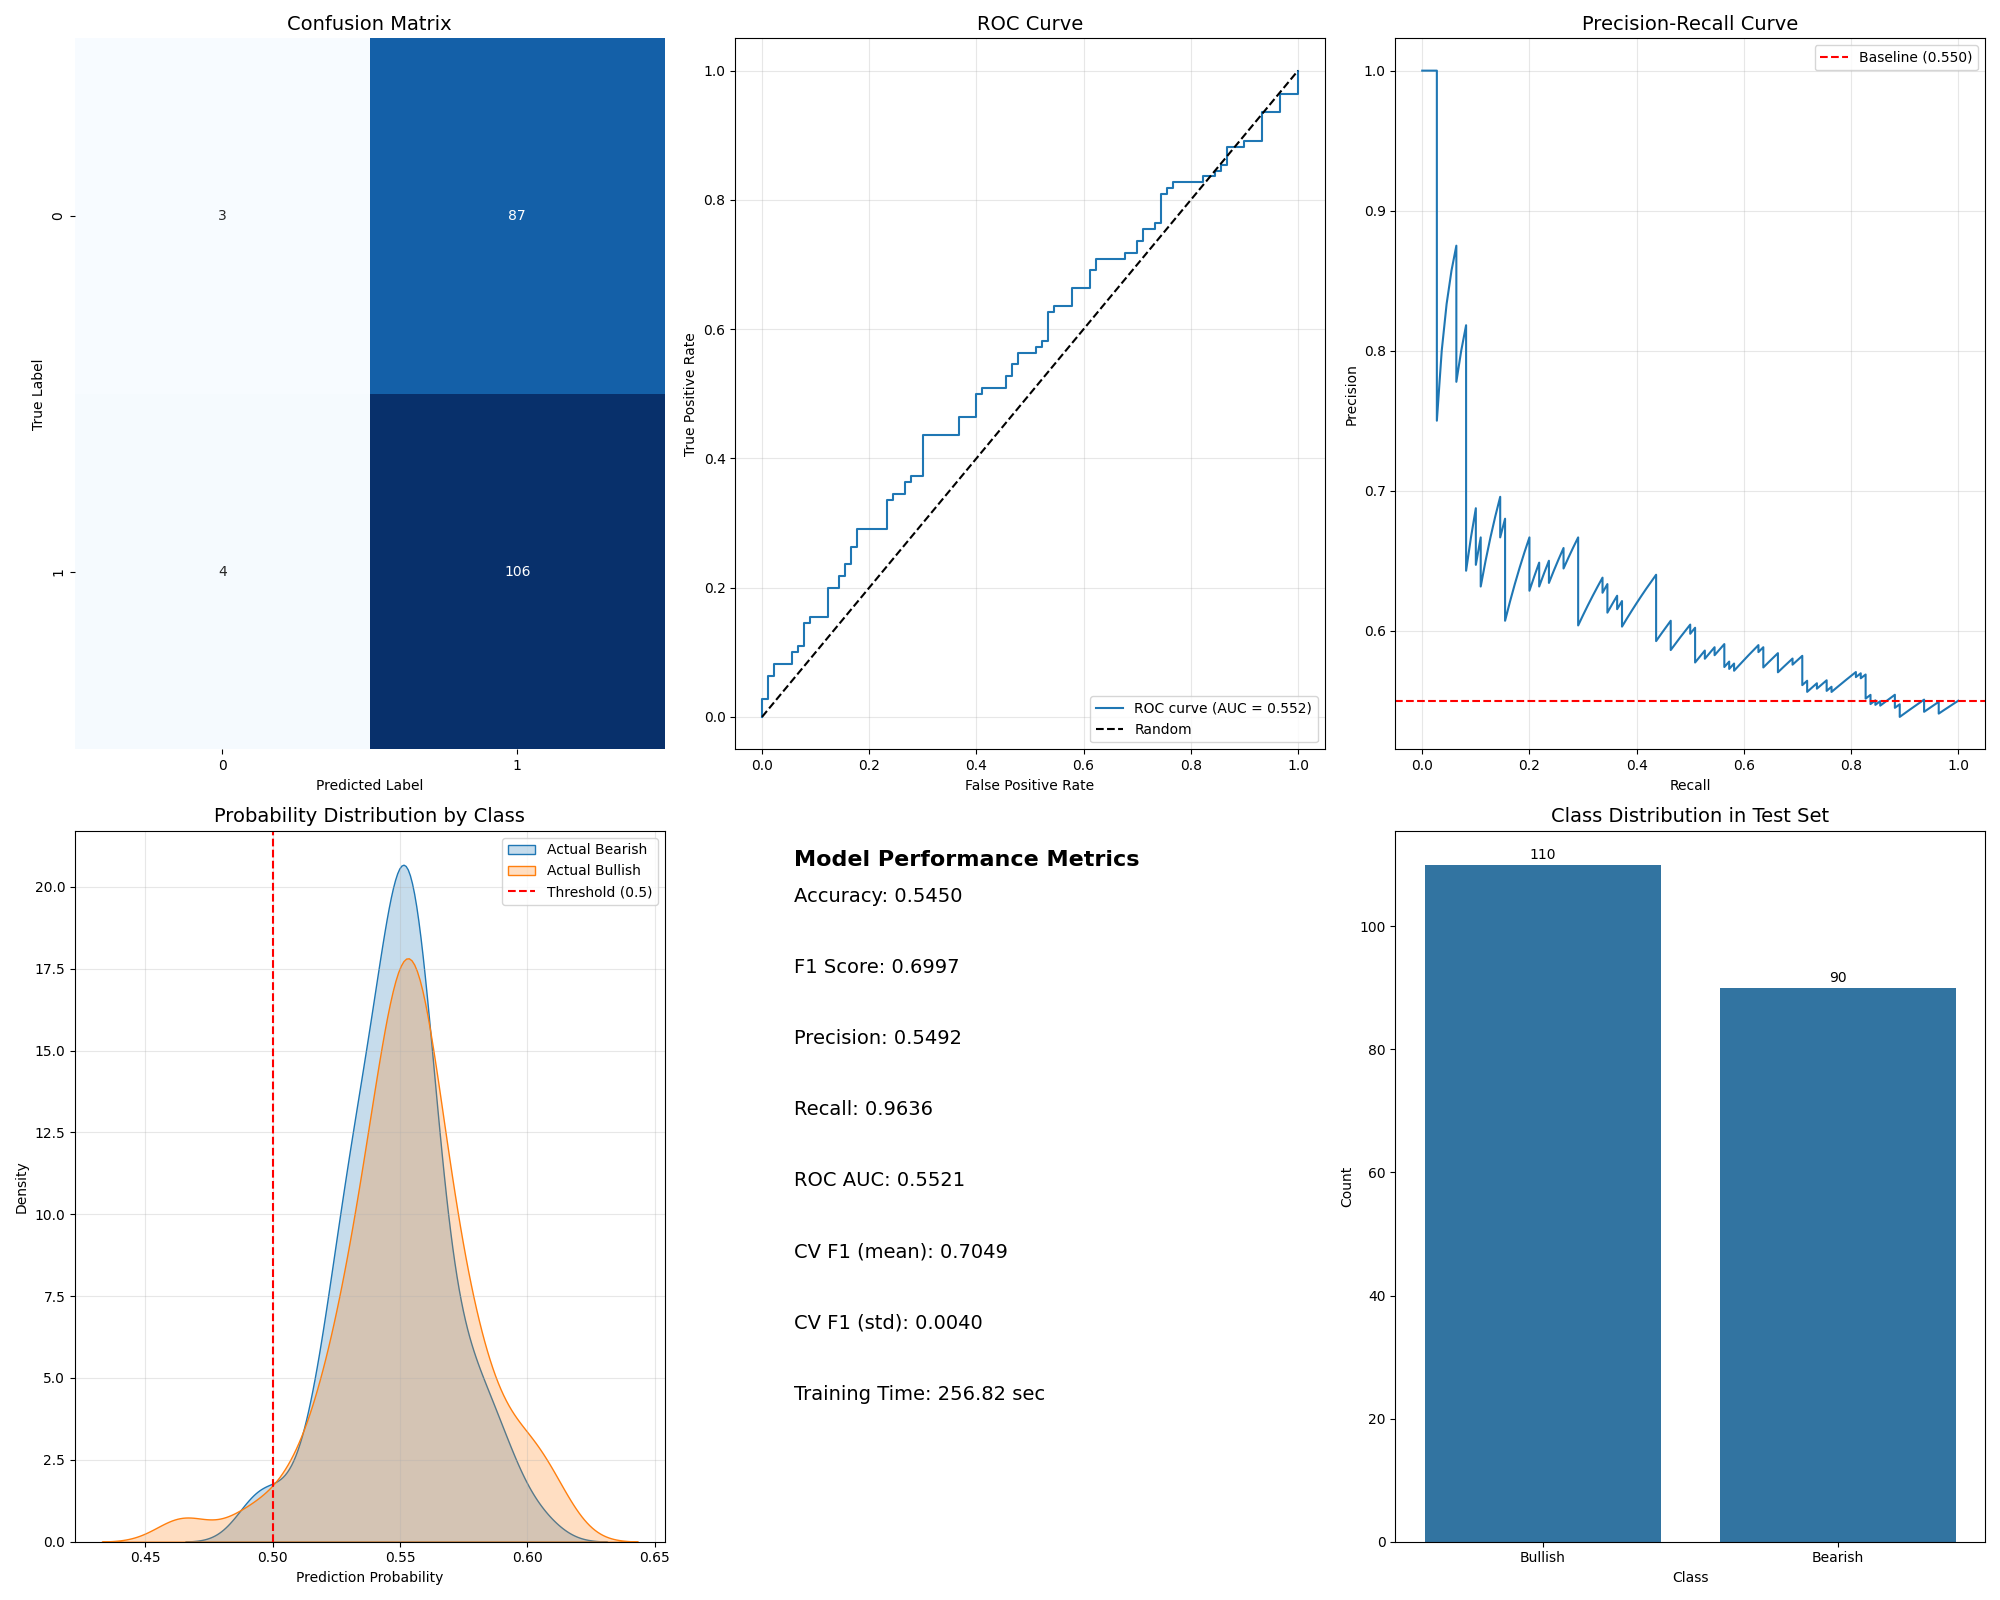 Confusion Matrix
True Label
0
1
3
87
4
106
0
1
Predicted Label
ROC Curve
True Positive Rate
1.0
0.8
0.6
0.4
0.2
0.0
ROC curve (AUC = 0.552)
Random
0.0
0.2
0.4
0.6
0.8
1.0
False Positive Rate
Precision-Recall Curve
Precision
1.0
0.9
0.8
0.7
0.6
Baseline (0.550)
0.0
0.2
0.4
0.6
0.8
1.0
Recall
Probability Distribution by Class
Density
20.0
17.5
15.0
12.5
10.0
7.5
5.0
2.5
0.0
Actual Bearish
Actual Bullish
Threshold (0.5)
0.45
0.50
0.55
0.60
0.65
Prediction Probability
Model Performance Metrics
Accuracy: 0.5450
F1 Score: 0.6997
Precision: 0.5492
Recall: 0.9636
ROC AUC: 0.5521
CV F1 (mean): 0.7049
CV F1 (std): 0.0040
Training Time: 256.82 sec
Class Distribution in Test Set
Count
100
80
60
40
20
0
110
90
Bullish
Bearish
Class